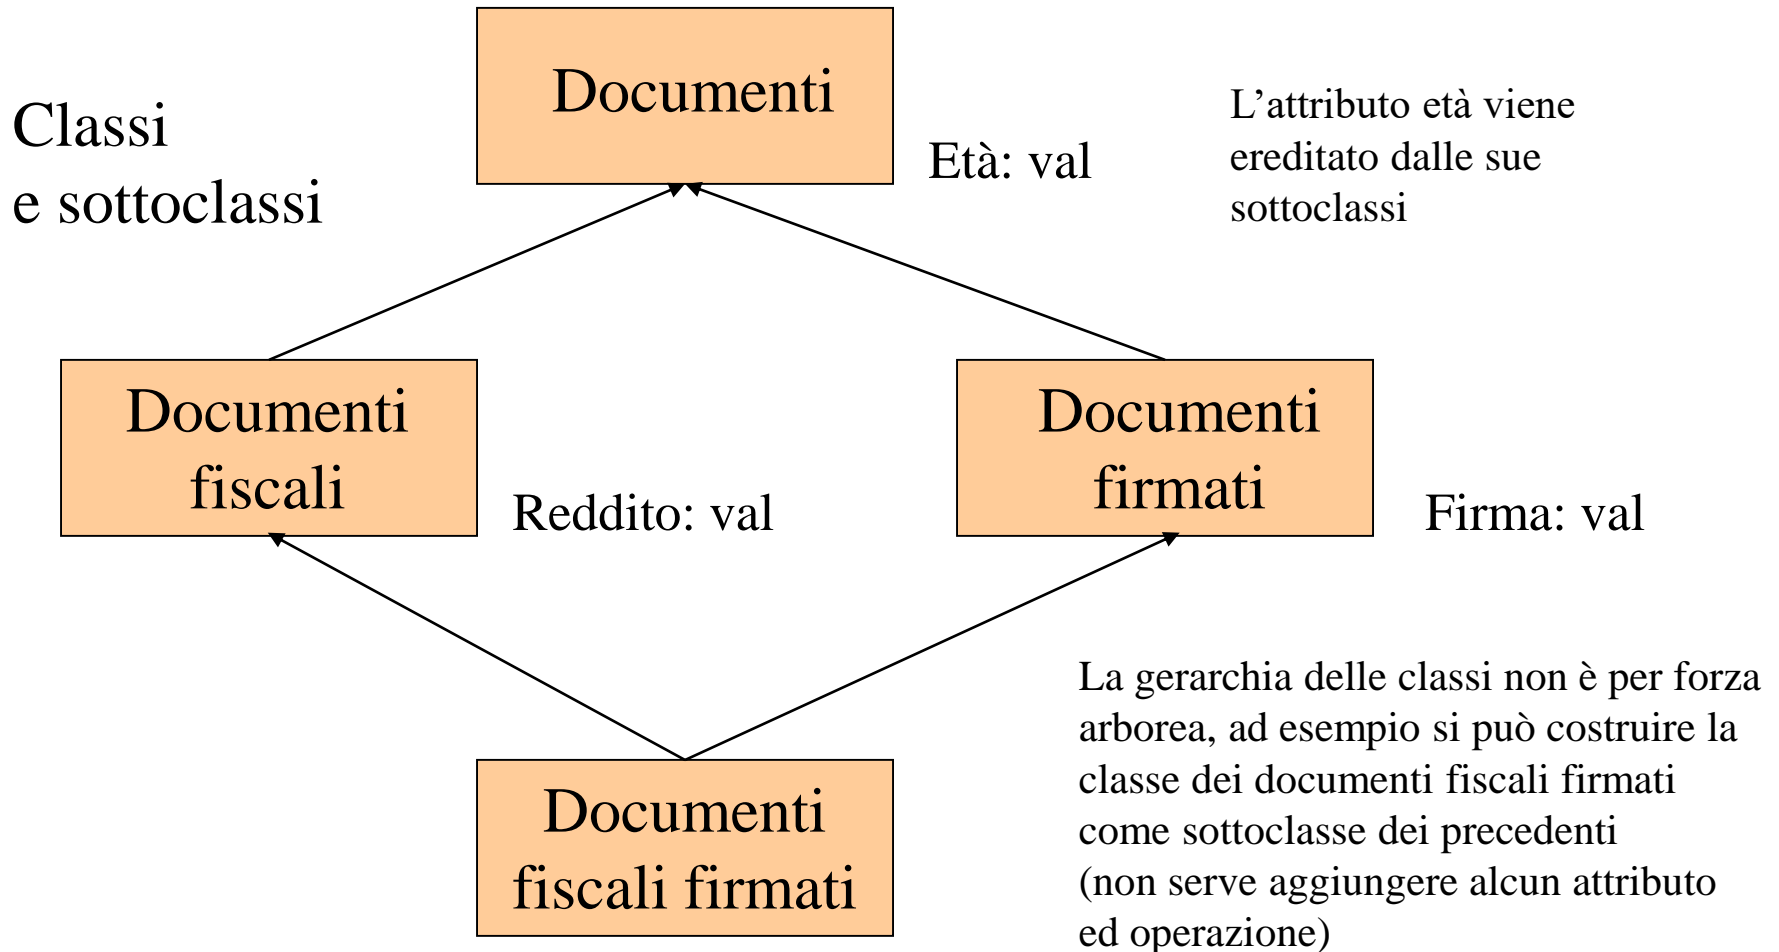 Classi
e sottoclassi
Documenti
Età: val
L’attributo età viene
ereditato dalle sue
sottoclassi
Documenti
fiscali
Reddito: val
Documenti
firmati
Firma: val
Documenti
fiscali firmati
La gerarchia delle classi non è per forza
arborea, ad esempio si può costruire la
classe dei documenti fiscali firmati
come sottoclasse dei precedenti
(non serve aggiungere alcun attributo
ed operazione)